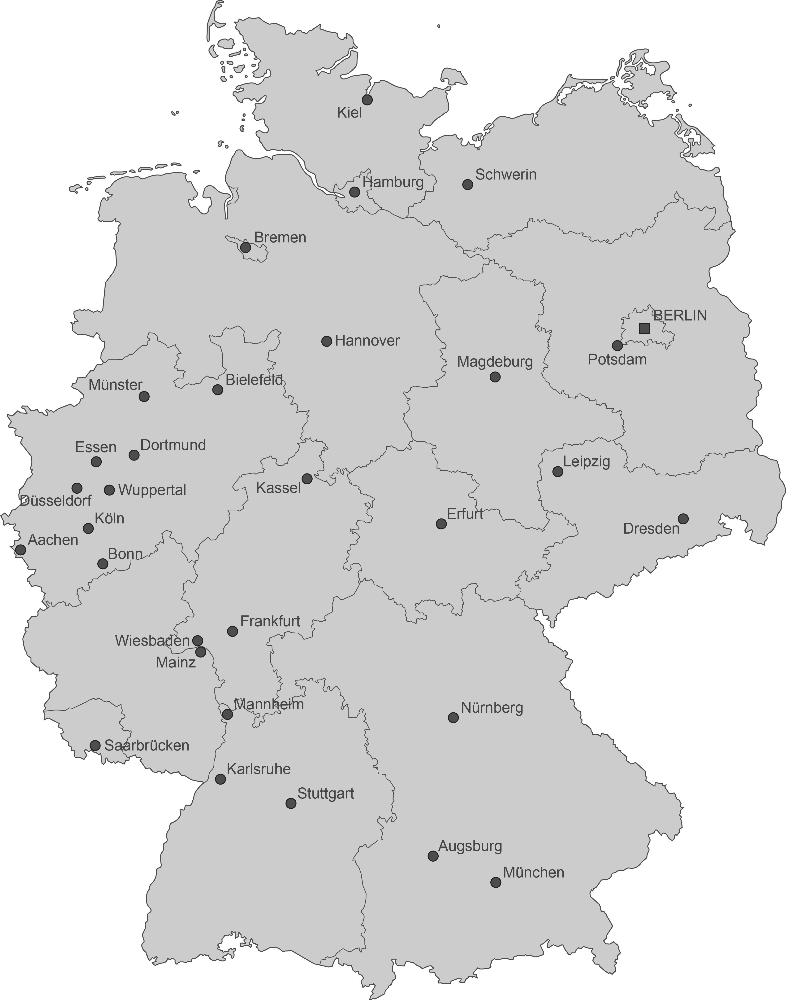 Kiel
Schwerin
Hamburg
Bremen
BERLIN
Hannover
Potsdam
Magdeburg
Bielefeld
Münster
Dortmund
Essen
Leipzig
Kassel
Wuppertal
Düsseldorf
Erfurt
Köln
Dresden
Aachen
Bonn
Frankfurt
Wiesbaden
Mainz
Mannheim
Nürnberg
Saarbrücken
Karlsruhe
Stuttgart
Augsburg
München